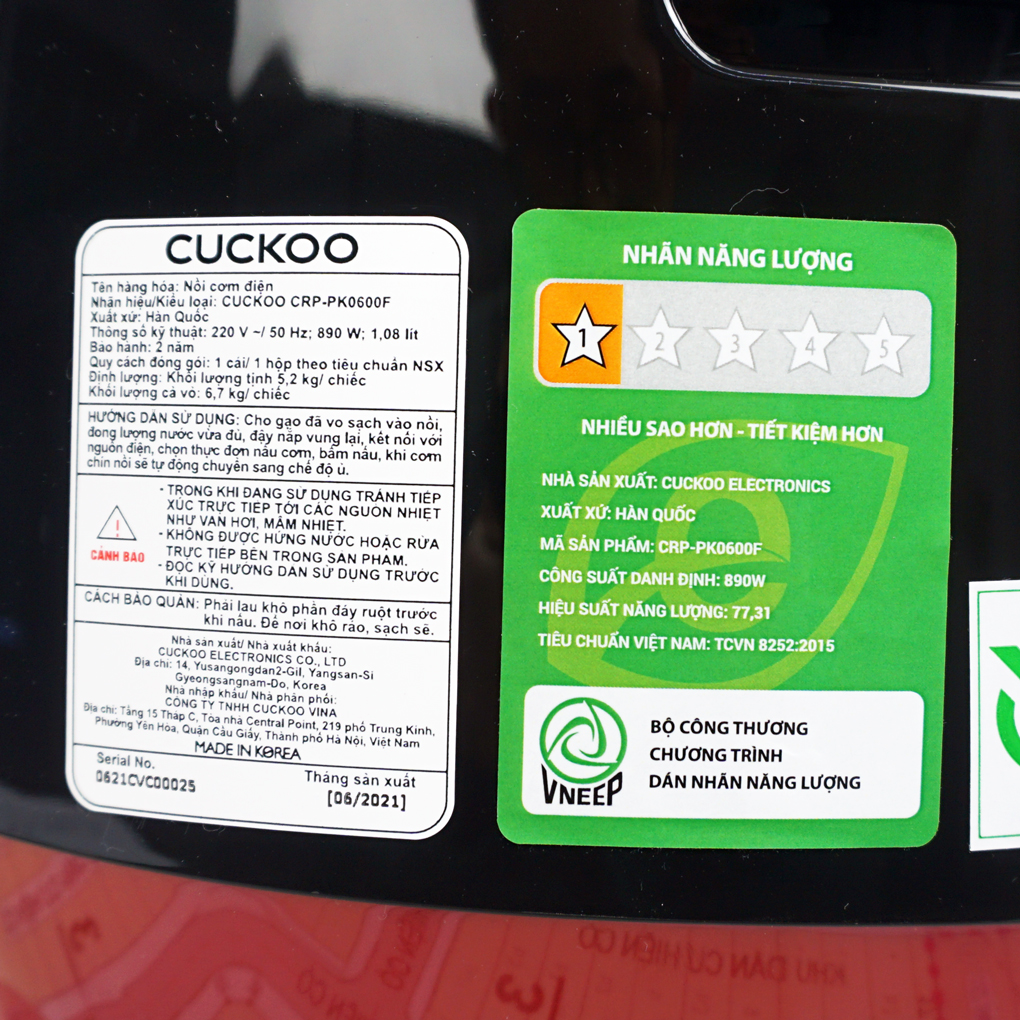 CUCKOO
Tên hàng hóa: Nồi cơm điện
Nhãn hiệu/Kiểu loại: CUCKOO CRP-PK0600F
Xuất xứ: Hàn Quốc
Thông số kỹ thuật: 220 V ~/ 50 Hz; 890 W; 1,08 lít
Bảo hành: 2 năm
Quy cách đóng gói: 1 cái/ 1 hộp theo tiêu chuẩn NSX
Định lượng: Khối lượng tịnh 5,2 kg/ chiếc
Khối lượng cả vỏ: 6,7 kg/ chiếc
HƯỚNG DẪN SỬ DỤNG: Cho gạo đã vo sạch vào nồi,
đong lượng nước vừa đủ, đậy nắp vung lại, kết nối với
nguồn điện, chọn thực đơn nấu cơm, bấm nấu, khi cơm
chín nồi sẽ tự động chuyển sang chế độ ủ.
- TRONG KHI ĐANG SỬ DỤNG TRÁNH TIẾP
XÚC TRỰC TIẾP TỚI CÁC NGUỒN NHIỆT
NHƯ VAN HƠI, MÂM NHIỆT.
- KHÔNG ĐƯỢC HỨNG NƯỚC HOẶC RỬA
TRỰC TIẾP BÊN TRONG SẢN PHẨM.
- ĐỌC KỸ HƯỚNG DẪN SỬ DỤNG TRƯỚC
KHI DÙNG.
CẢNH BÁO
CÁCH BẢO QUẢN: Phải lau khô phần đáy ruột trước
khi nấu. Để nơi khô ráo, sạch sẽ.
Nhà sản xuất/ Nhà xuất khẩu:
CUCKOO ELECTRONICS CO., LTD
Địa chỉ: 14, Yusangongdan2-Gil, Yangsan-Si
Gyeongsangnam-Do, Korea
Nhà nhập khẩu/ Nhà phân phối:
CÔNG TY TNHH CUCKOO VINA
Địa chỉ: Tầng 15 Tháp C, Tòa nhà Central Point, 219 phố Trung Kính,
Phường Yên Hòa, Quận Cầu Giấy, Thành phố Hà Nội, Việt Nam
MADE IN KOREA
Serial No.
0621CVC00025
Tháng sản xuất
[06/2021]
NHÃN NĂNG LƯỢNG
1 2 3 4 5
NHIỀU SAO HƠN - TIẾT KIỆM HƠN
NHÀ SẢN XUẤT: CUCKOO ELECTRONICS
XUẤT XỨ: HÀN QUỐC
MÃ SẢN PHẨM: CRP-PK0600F
CÔNG SUẤT DANH ĐỊNH: 890W
HIỆU SUẤT NĂNG LƯỢNG: 77,31
TIÊU CHUẨN VIỆT NAM: TCVN 8252:2015
VNEEP
BỘ CÔNG THƯƠNG
CHƯƠNG TRÌNH
DÁN NHÃN NĂNG LƯỢNG
KHU DÂN CƯ HIỆN CÓ
3
3